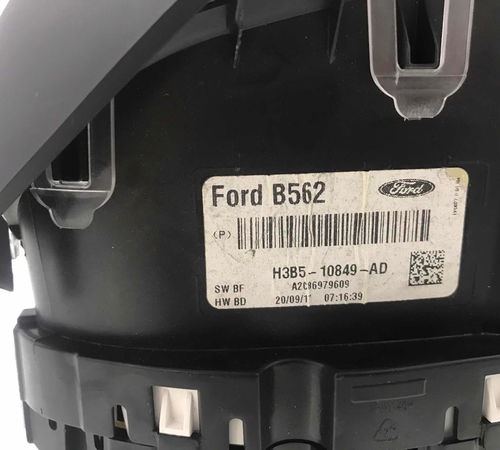 Ford B562
Ford
(P)
H3B5-10849-AD
SW BF
A2C86979609
HW BD
20/09/1
07:16:39